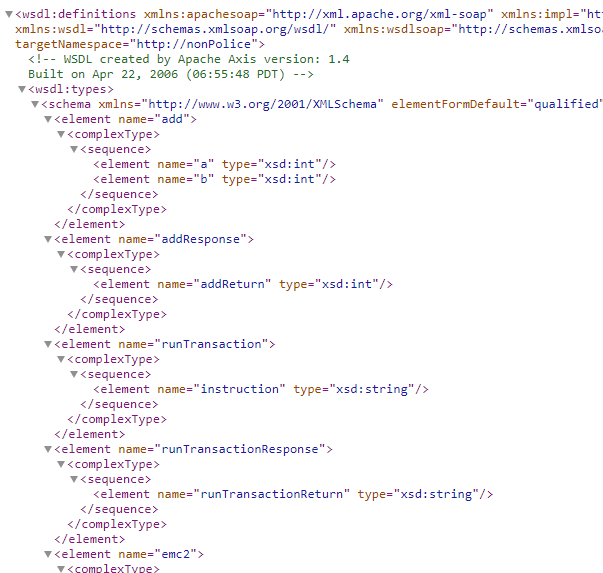 ▼<wsdl:definitions xmlns:apachesoap="http://xml.apache.org/xml-soap" xmlns:impl="
xmlns:wsdl="http://schemas.xmlsoap.org/wsdl/" xmlns:wsdlsoap="http://schemas.xmlsoa
targetNamespace="http://nonPolice">
<!-- WSDL created by Apache Axis version: 1.4
Built on Apr 22, 2006 (06:55:48 PDT) -->
▼<wsdl:types>
▼<schema xmlns="http://www.w3.org/2001/XMLSchema" elementFormDefault="qualified"
▼<element name="add">
▼<complexType>
▼<sequence>
<element name="a" type="xsd:int"/>
<element name="b" type="xsd:int"/>
</sequence>
</complexType>
</element>
▼<element name="addResponse">
▼<complexType>
▼<sequence>
<element name="addReturn" type="xsd:int"/>
</sequence>
</complexType>
</element>
▼<element name="runTransaction">
▼<complexType>
▼<sequence>
<element name="instruction" type="xsd:string"/>
</sequence>
</complexType>
</element>
▼<element name="runTransactionResponse">
▼<complexType>
▼<sequence>
<element name="runTransactionReturn" type="xsd:string"/>
</sequence>
</complexType>
</element>
▼<element name="emc2">
▼<complexType>